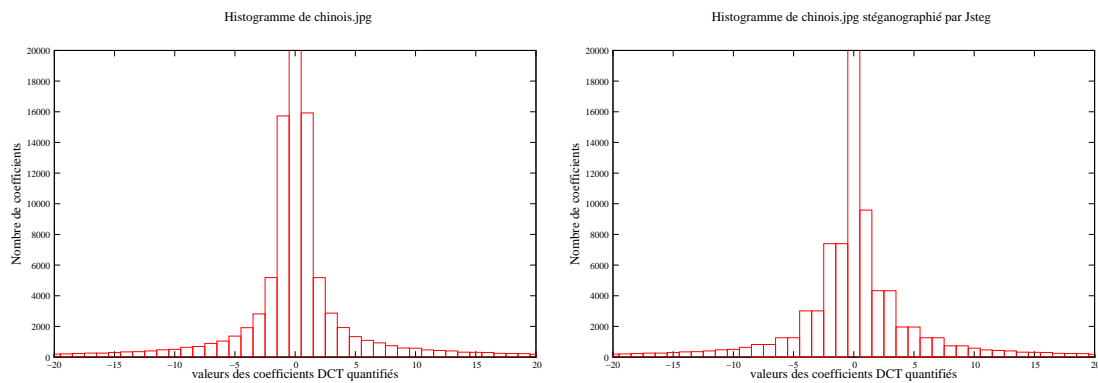 Histogramme de chinois.jpg
20000
18000
16000
14000
12000
10000
8000
6000
4000
2000
0
Nombre de coefficients
−20 −15 −10 −5 0 5 10 15 20
valeurs des coefficients DCT quantifiés
Histogramme de chinois.jpg stéganographié par Jsteg
20000
18000
16000
14000
12000
10000
8000
6000
4000
2000
0
Nombre de coefficients
−20 −15 −10 −5 0 5 10 15 20
valeurs des coefficients DCT quantifiés